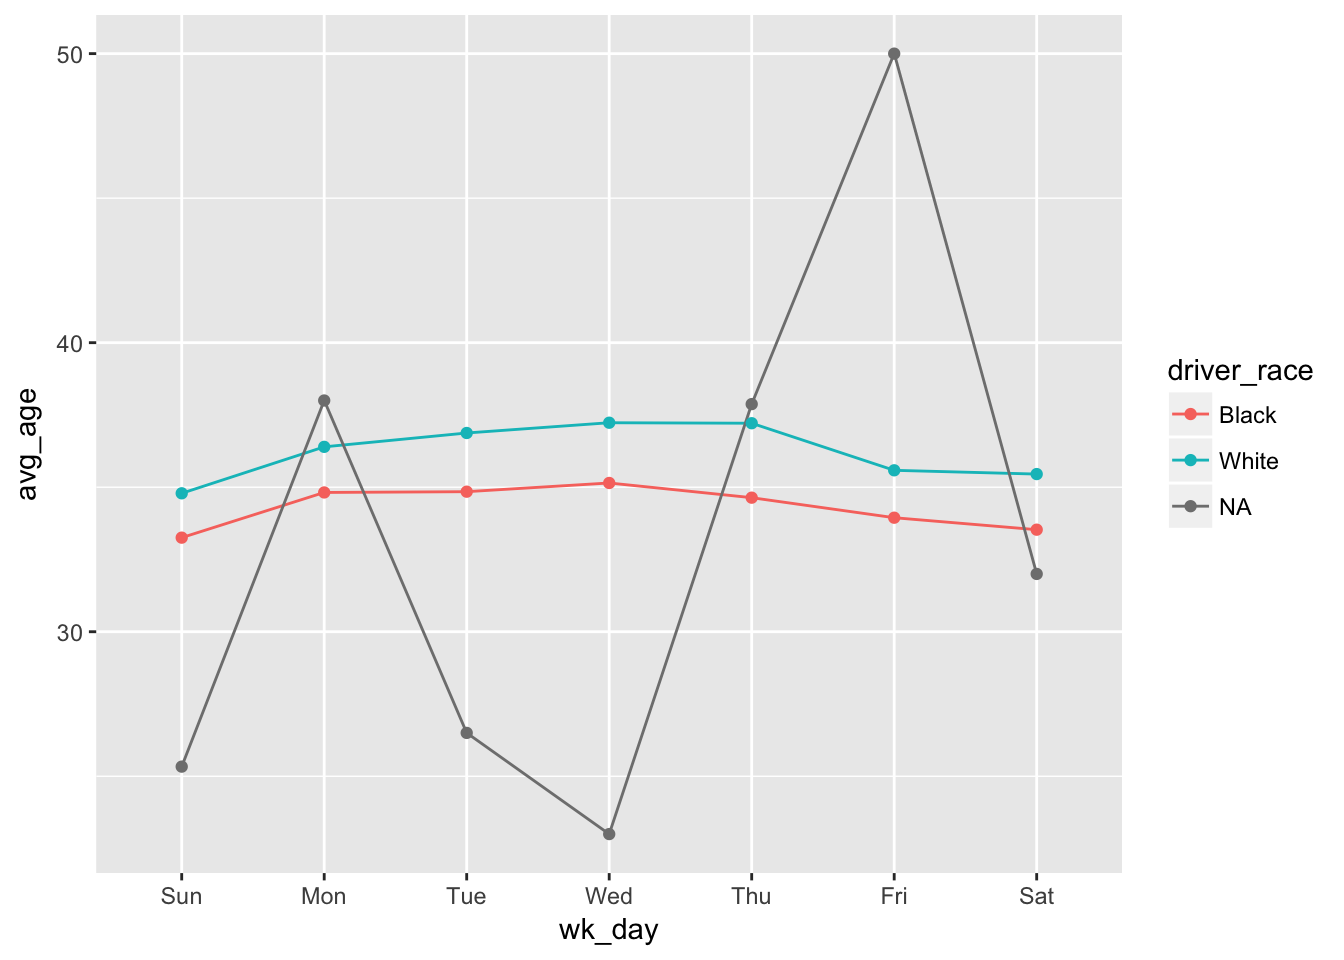 50
40
30
avg_age
Sun Mon Tue Wed Thu Fri Sat
wk_day
driver_race
Black
White
NA